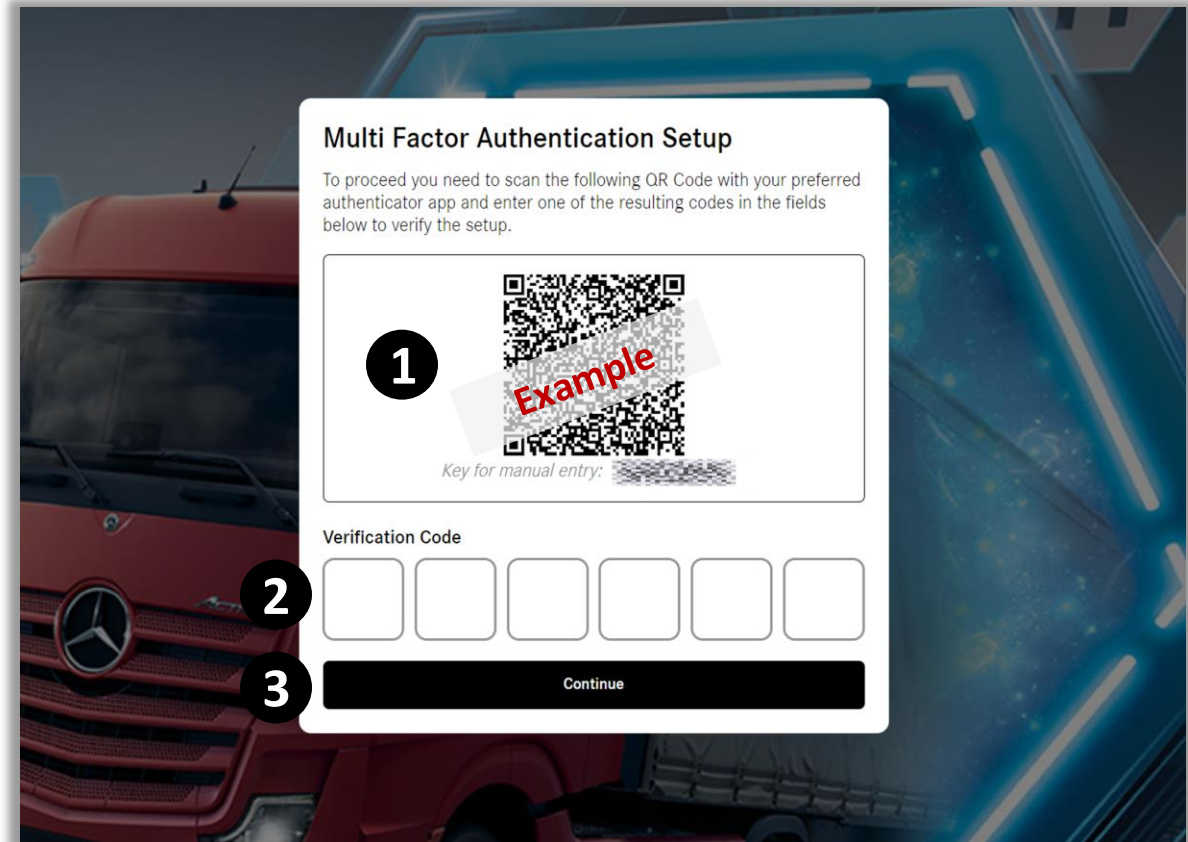 Multi Factor Authentication Setup
To proceed you need to scan the following QR Code with your preferred
authenticator app and enter one of the resulting codes in the fields
below to verify the setup.
1
Example
Key for manual entry:
Verification Code
2
3
Continue